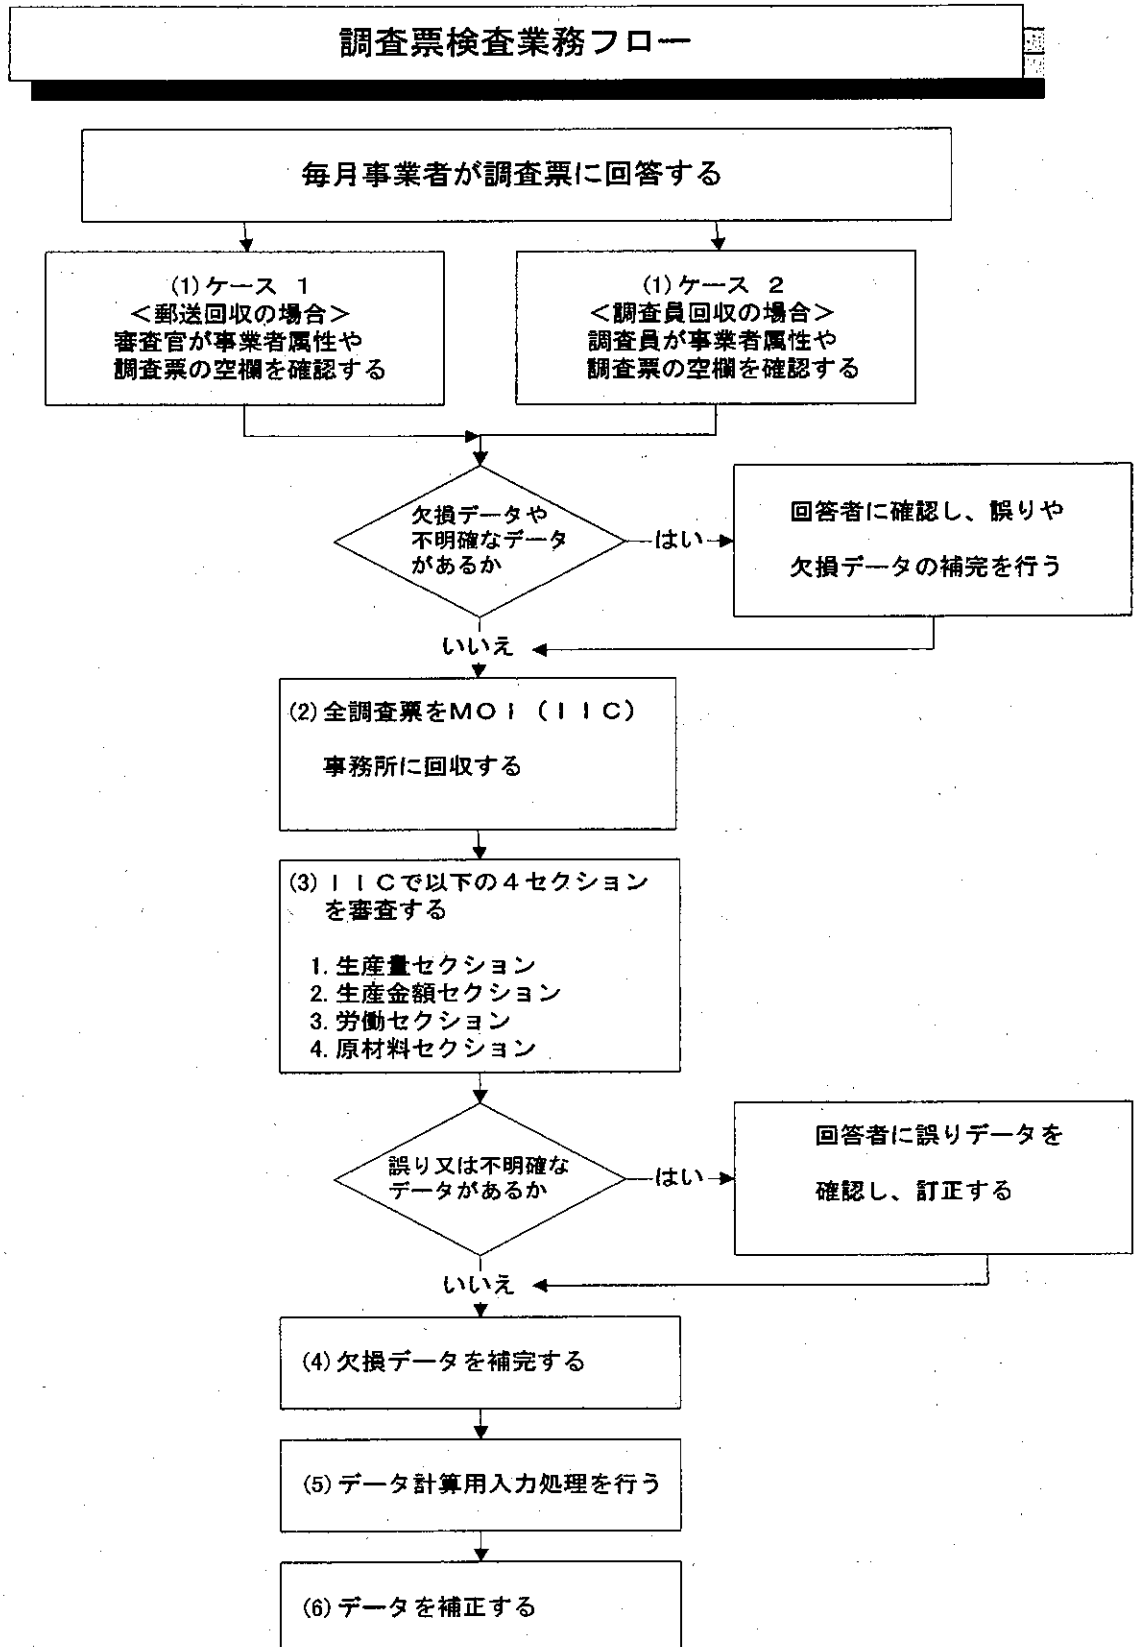 調査票検査業務フロー
毎月事業者が調査票に回答する
(1)ケース 1
＜郵送回収の場合＞
審査官が事業者属性や
調査票の空欄を確認する
(1)ケース 2
＜調査員回収の場合＞
調査員が事業者属性や
調査票の空欄を確認する
欠損データや
不明確なデータ
があるか
はい
回答者に確認し、誤りや
欠損データの補完を行う
いいえ
(2)全調査票をMOI（IIC）
事務所に回収する
(3)IICで以下の4セクション
を審査する
1. 生産量セクション
2. 生産金額セクション
3. 労働セクション
4. 原材料セクション
誤り又は不明確な
データがあるか
はい
回答者に誤りデータを
確認し、訂正する
いいえ
(4)欠損データを補完する
(5)データ計算用入力処理を行う
(6)データを補正する